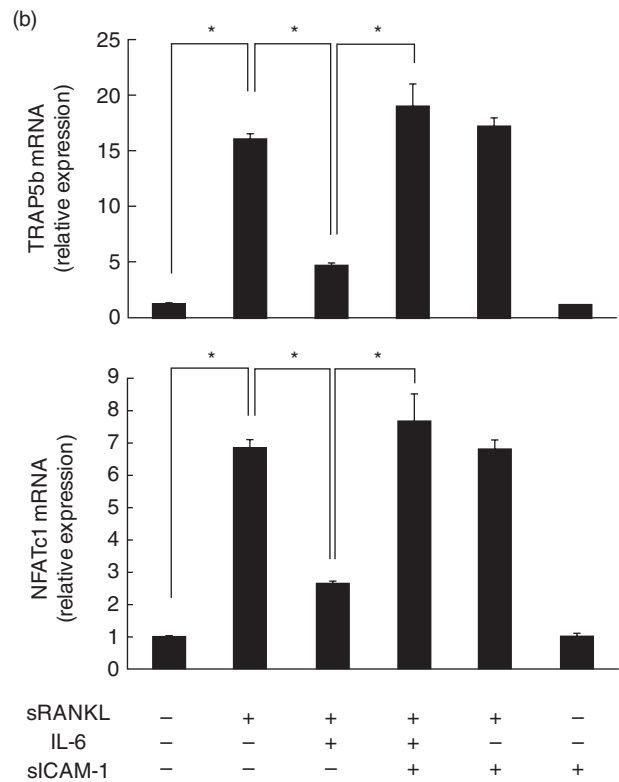 (b)
* * *
25
20
15
10
5
0
TRAP5b mRNA
(relative expression)
* * *
9
8
7
6
5
4
3
2
1
0
NFATc1 mRNA
(relative expression)
sRANKL − + + + + −
IL-6 − − + + − −
sICAM-1 − − − + + +